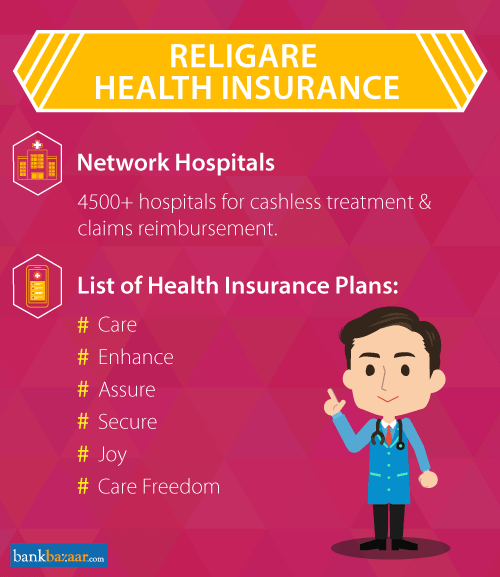 RELIGARE
HEALTH INSURANCE
Network Hospitals
4500+ hospitals for cashless treatment &
claims reimbursement.
List of Health Insurance Plans:
# Care
# Enhance
# Assure
# Secure
# Joy
# Care Freedom
bankbazaar.com